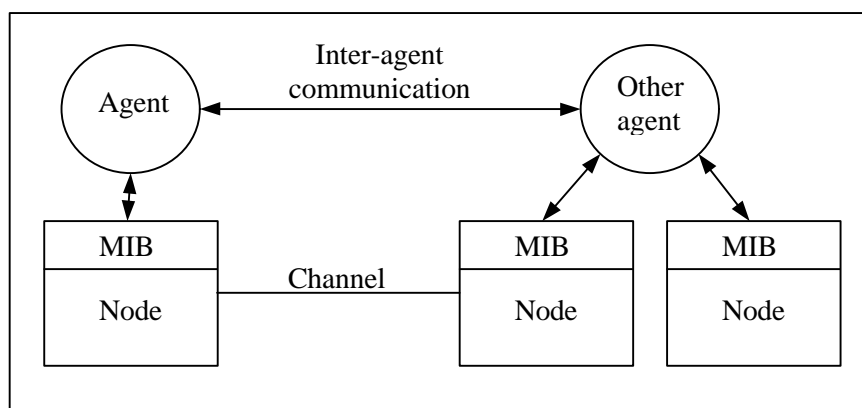 Inter-agent
communication
Agent
Other
agent
MIB
MIB
MIB
Channel
Node
Node
Node